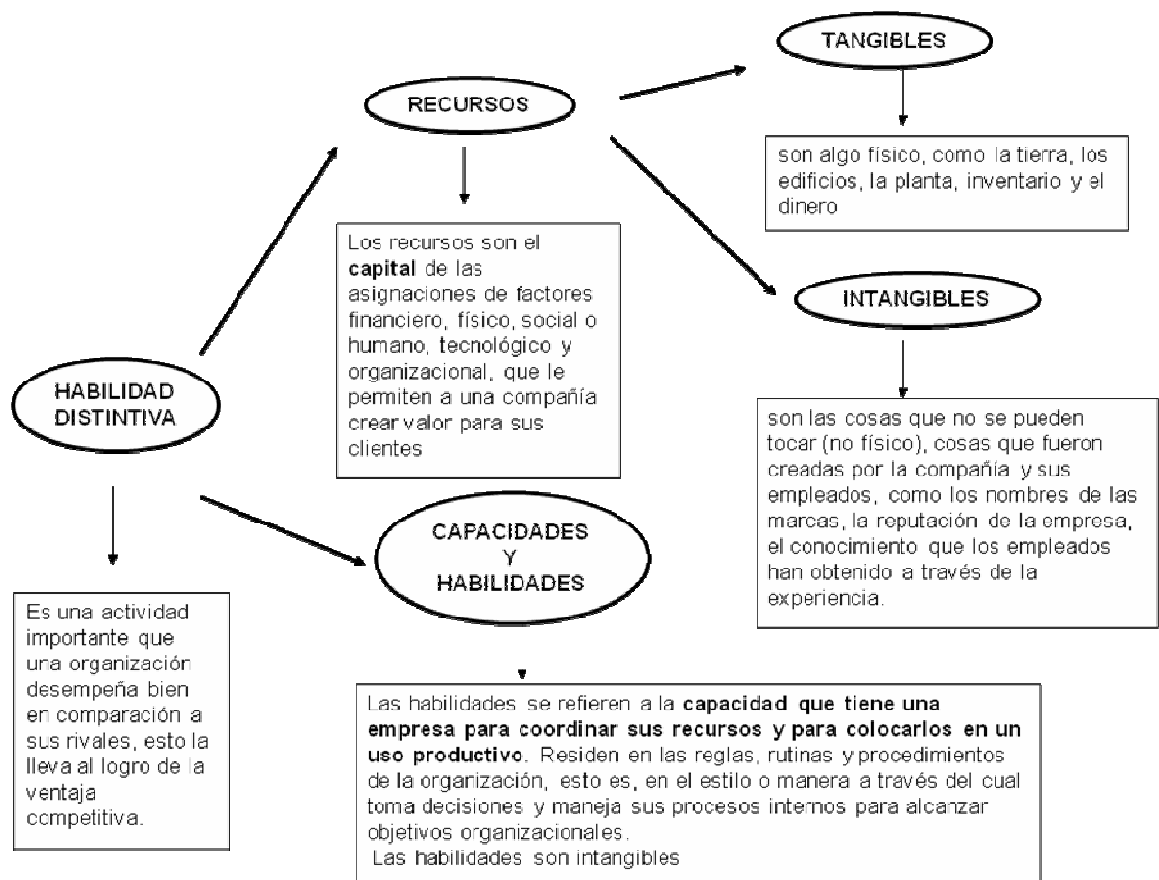 TANGIBLES
RECURSOS
son algo físico, como la tierra, los
edificios, la planta, inventario y el
dinero
Los recursos son el
capital de las
asignaciones de factores
financiero, físico, social o
humano, tecnológico y
organizacional, que le
permiten a una compañía
crear valor para sus
clientes
INTANGIBLES
son las cosas que no se pueden
tocar (no físico), cosas que fueron
creadas por la compañía y sus
empleados, como los nombres de las
marcas, la reputación de la empresa,
el conocimiento que los empleados
han obtenido a través de la
experiencia.
HABILIDAD
DISTINTIVA
CAPACIDADES
Y
HABILIDADES
Es una actividad
importante que
una organización
desempeña bien
en comparación a
sus rivales, esto la
lleva al logro de la
ventaja
competitiva.
Las habilidades se refieren a la capacidad que tiene una
empresa para coordinar sus recursos y para colocarlos en un
uso productivo. Residen en las reglas, rutinas y procedimientos
de la organización, esto es, en el estilo o manera a través del cual
toma decisiones y maneja sus procesos internos para alcanzar
objetivos organizacionales.
Las habilidades son intangibles